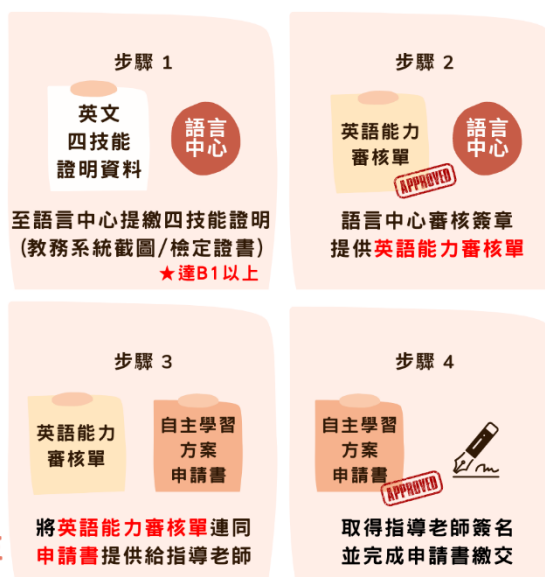 步驟 1
英文
四技能
證明資料
語言
中心
至語言中心提繳四技能證明
(教務系統截圖/檢定證書)
★達B1以上
步驟 2
英語能力
審核單
APPROVED
語言
中心
語言中心審核簽章
提供英語能力審核單
步驟 3
英語能力
審核單
自主學習
方案
申請書
將英語能力審核單連同
申請書提供給指導老師
步驟 4
自主學習
方案
申請書
APPROVED
取得指導老師簽名
並完成申請書繳交